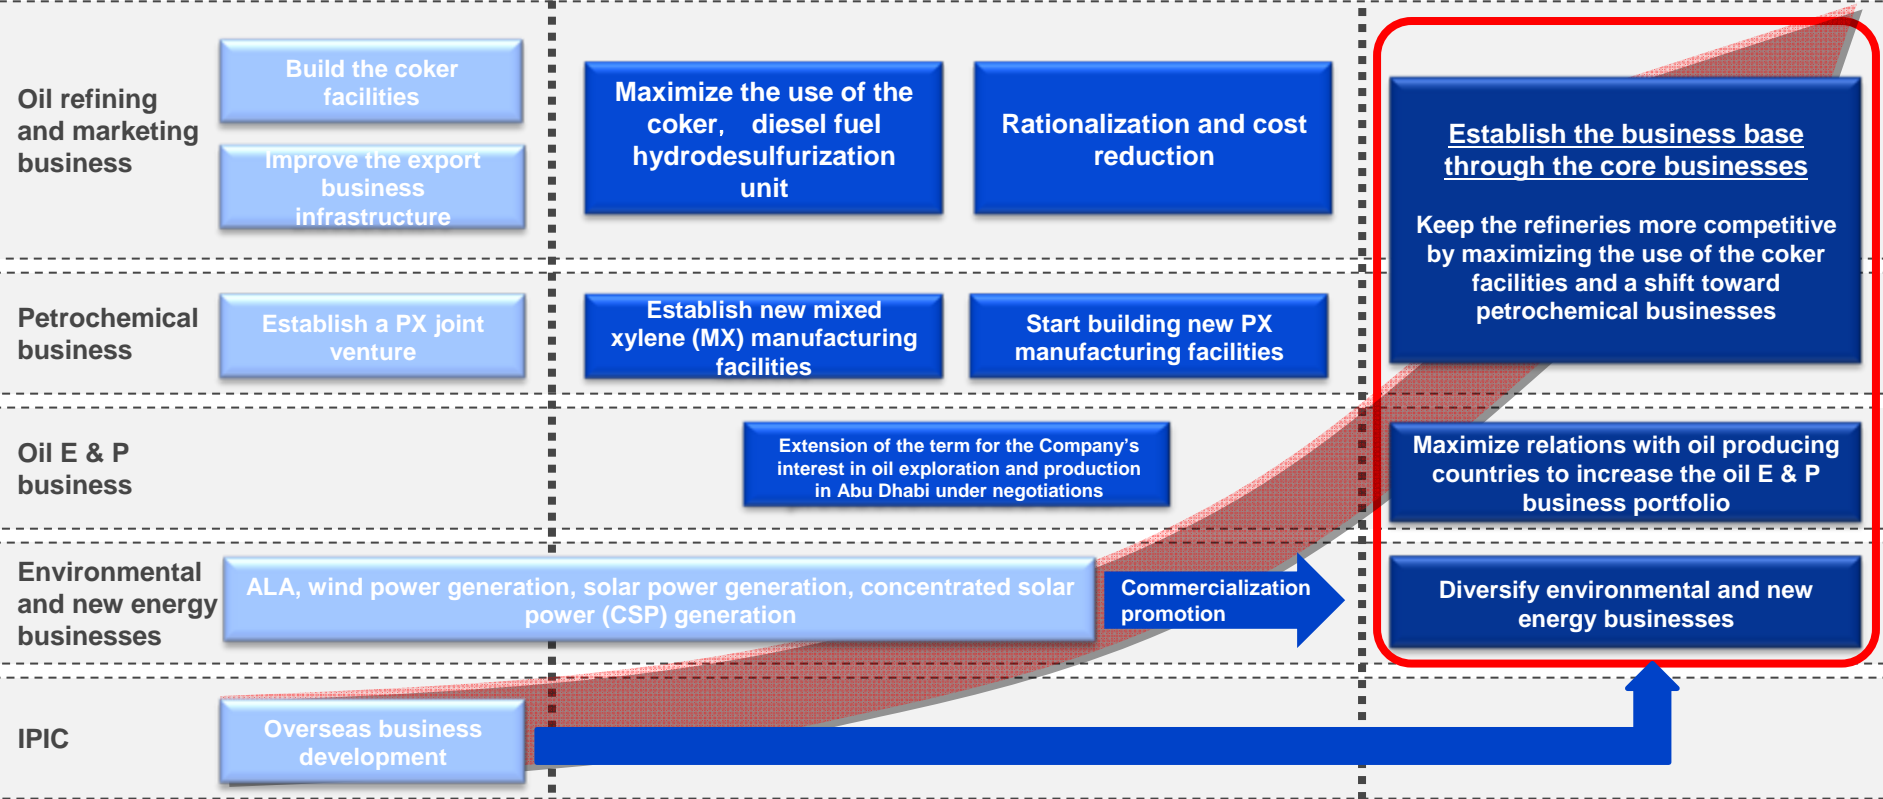 Oil refining
and marketing
business
Build the coker
facilities
Improve the export
business
infrastructure
Maximize the use of the
coker, diesel fuel
hydrodesulfurization
unit
Rationalization and cost
reduction
Establish the business base
through the core businesses
Keep the refineries more competitive
by maximizing the use of the coker
facilities and a shift toward
petrochemical businesses
Petrochemical
business
Establish a PX joint
venture
Establish new mixed
xylene (MX) manufacturing
facilities
Start building new PX
manufacturing facilities
Oil E & P
business
Extension of the term for the Company’s
interest in oil exploration and production
in Abu Dhabi under negotiations
Maximize relations with oil producing
countries to increase the oil E & P
business portfolio
Environmental
and new energy
businesses
ALA, wind power generation, solar power generation, concentrated solar
power (CSP) generation
Commercialization
promotion
Diversify environmental and new
energy businesses
IPIC
Overseas business
development